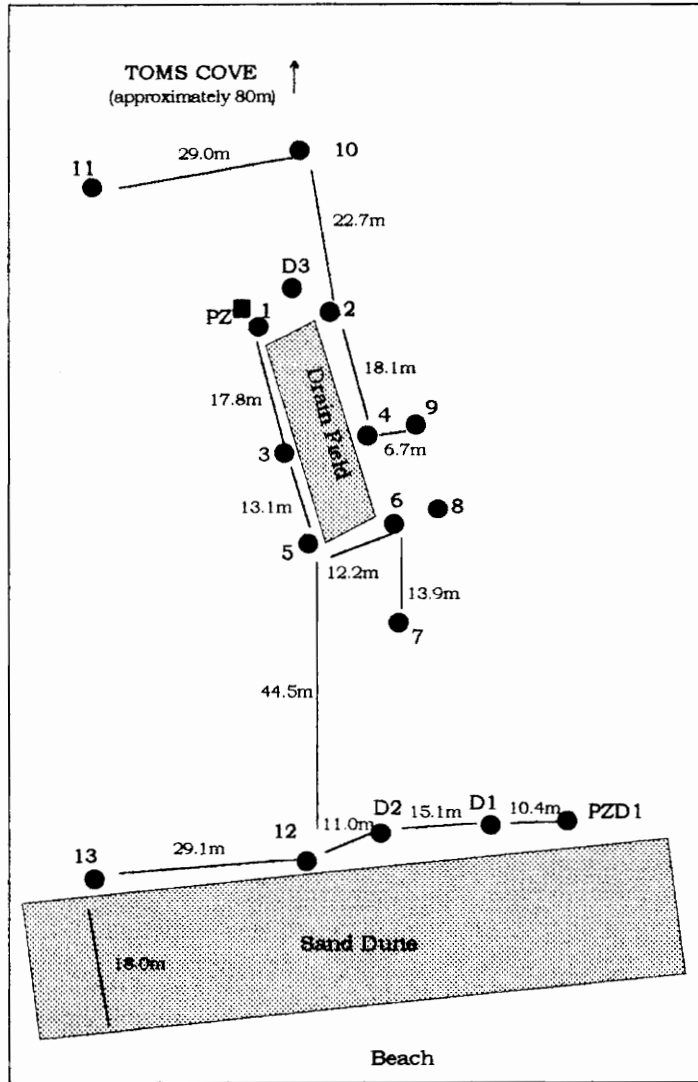 TOMS COVE
(approximately 80m)
10
29.0m
11
22.7m
D3
PZ
1
2
Drain Field
18.1m
17.8m
9
4
3
6.7m
13.1m
6
8
5
12.2m
13.9m
7
44.5m
D2
15.1m
D1
10.4m
PZD1
12
11.0m
29.1m
13
Sand Dune
18.0m
Beach